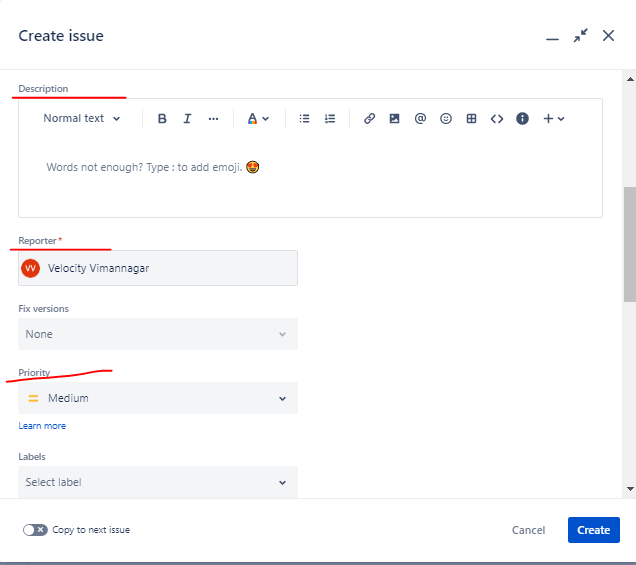 Create issue
Description
Normal text B I ... A
Words not enough? Type : to add emoji.
Reporter*
VV Velocity Vimannagar
Fix versions
None
Priority
Medium
Learn more
Labels
Select label
Copy to next issue Cancel Create